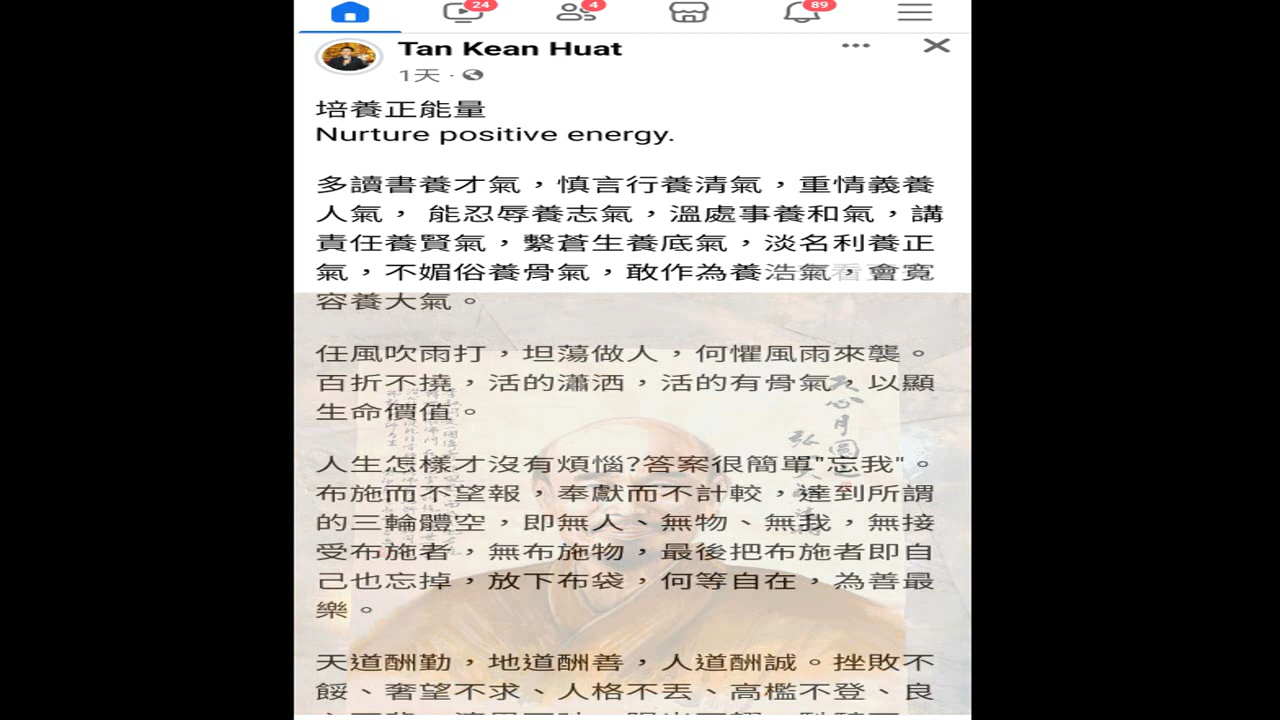 24
4
89
Tan Kean Huat
1天
培養正能量
Nurture positive energy.
多讀書養才氣，慎言行養清氣，重情義養
人氣， 能忍辱養志氣，溫處事養和氣，講
責任養賢氣，繫蒼生養底氣，淡名利養正
氣，不媚俗養骨氣，敢作為養浩氣，看會寬
容養大氣。
任風吹雨打，坦蕩做人，何懼風雨來襲。
百折不撓，活的瀟洒，活的有骨氣，以顯
生命價值。
人生怎樣才沒有煩惱?答案很簡單"忘我"。
布施而不望報，奉獻而不計較，達到所謂
的三輪體空，即無人、無物、無我，無接
受布施者，無布施物，最後把布施者即自
己也忘掉，放下布袋，何等自在，為善最
樂。
天道酬勤，地道酬善，人道酬誠。挫敗不
餒、奢望不求、人格不丟、高檻不登、良
天心月圓